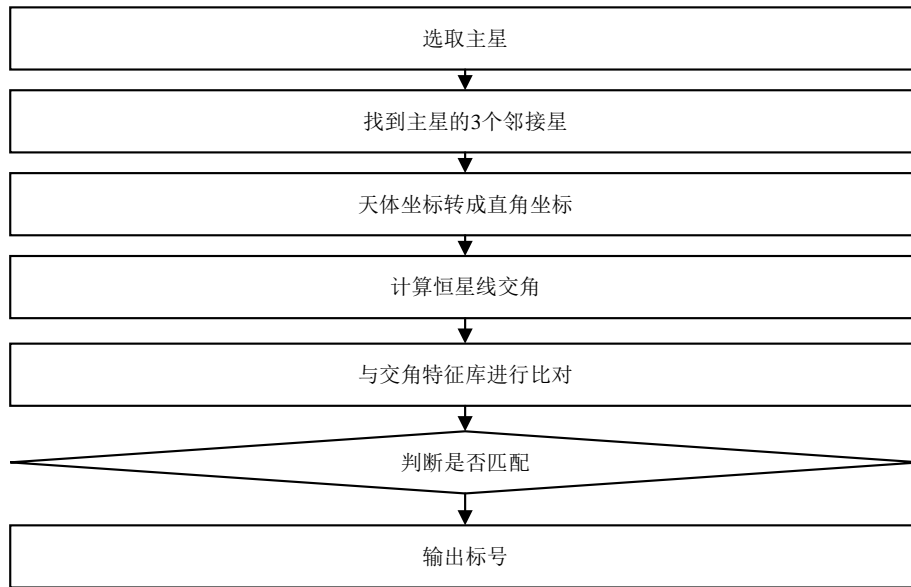 选取主星
找到主星的3个邻接星
天体坐标转成直角坐标
计算恒星线交角
与交角特征库进行比对
判断是否匹配
输出标号